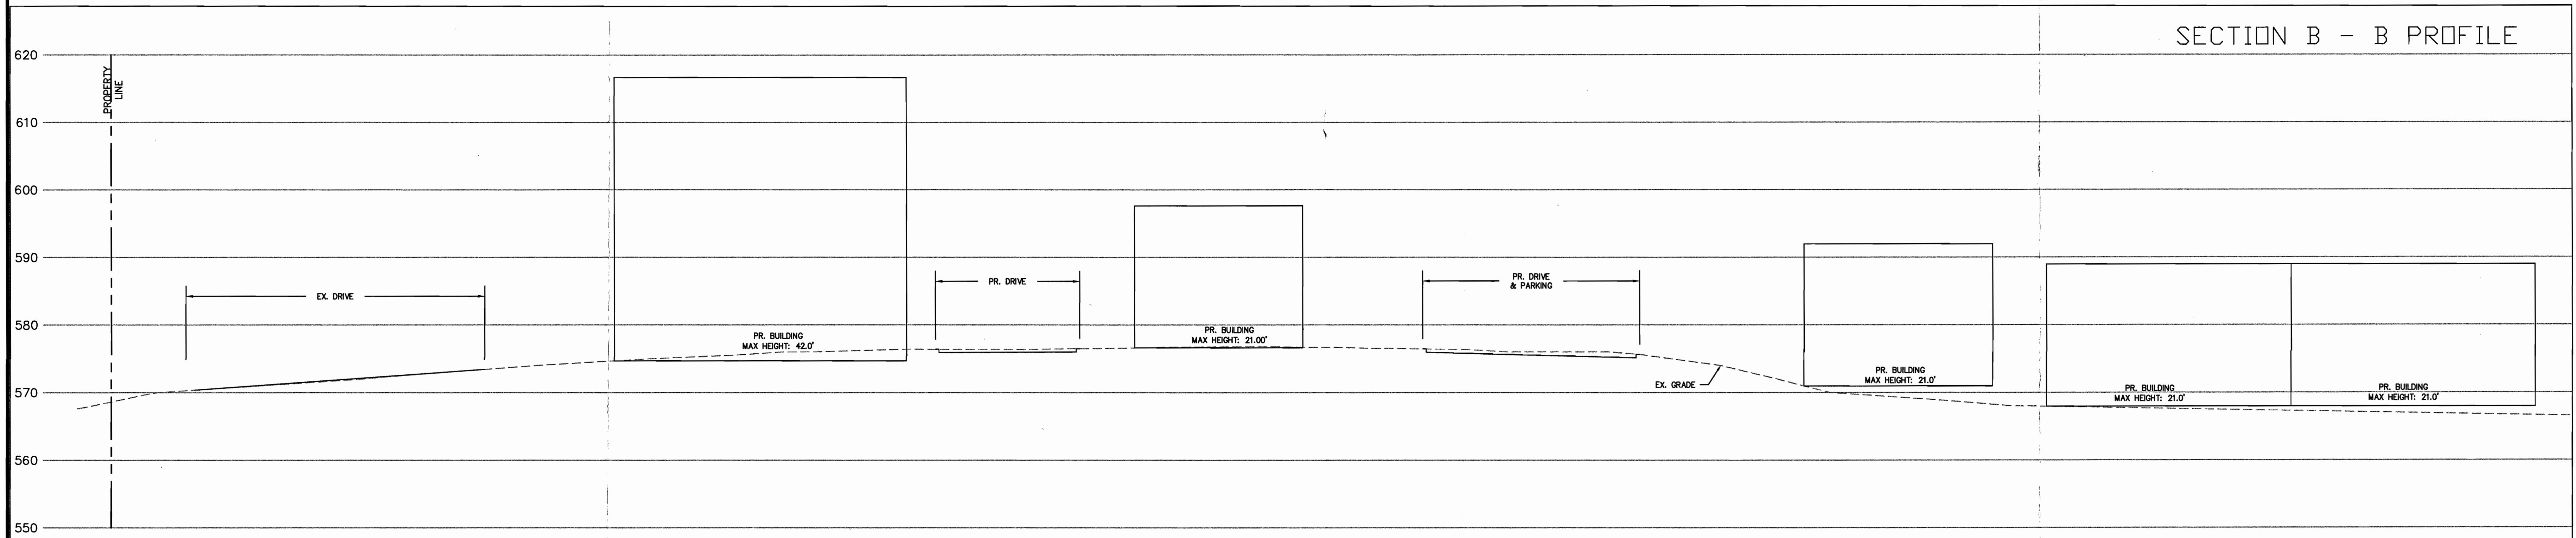 SECTION B - B PROFILE
620
PROPERTY
LINE
610
600
590
EX. DRIVE
PR. DRIVE
PR. DRIVE
& PARKING
580
PR. BUILDING
MAX HEIGHT: 42.0'
PR. BUILDING
MAX HEIGHT: 21.00'
PR. BUILDING
MAX HEIGHT: 21.0'
EX. GRADE
570
PR. BUILDING
MAX HEIGHT: 21.0'
PR. BUILDING
MAX HEIGHT: 21.0'
560
550